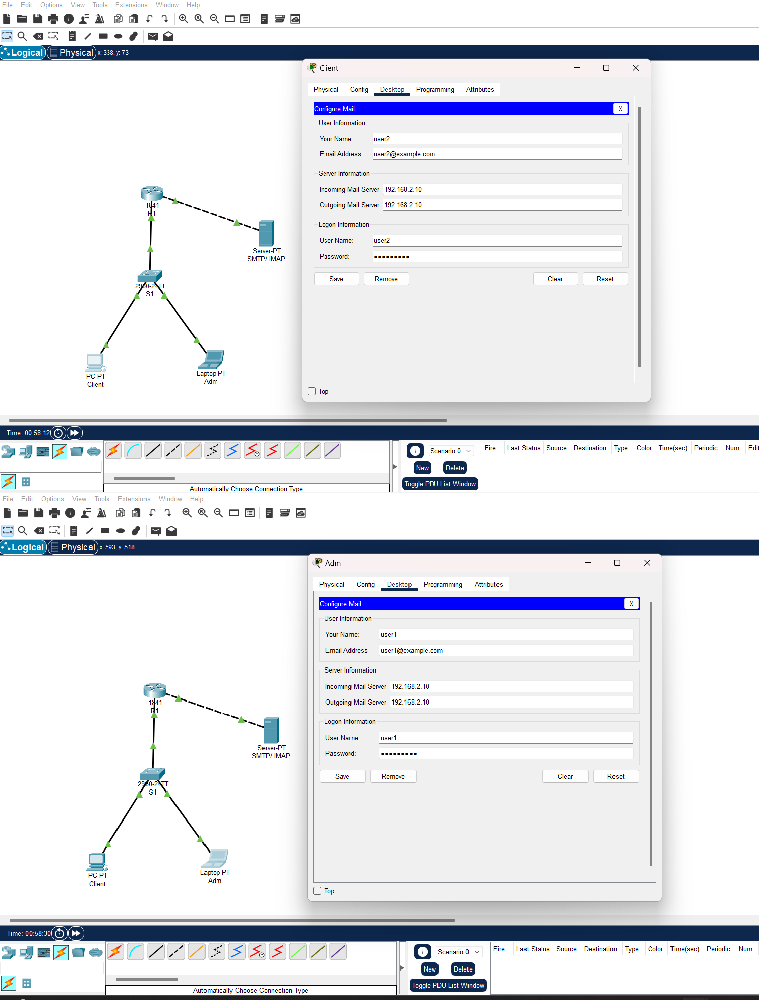 File Edit Options View Tools Extensions Window Help
Logical Physical x: 338, y: 73
Client
Physical Config Desktop Programming Attributes
Configure Mail X
User Information
Your Name: user2
Email Address user2@example.com
Server Information
Incoming Mail Server 192.168.2.10
Outgoing Mail Server 192.168.2.10
Logon Information
User Name: user2
Password: •••••••••
Save Remove Clear Reset
Top
1841
R1
Server-PT
SMTP/ IMAP
2960-24TT
S1
PC-PT
Client
Laptop-PT
Adm
Time: 00:58:12
Scenario 0
Fire Last Status Source Destination Type Color Time(sec) Periodic Num Edit
New Delete
Toggle PDU List Window
Automatically Choose Connection Type
File Edit Options View Tools Extensions Window Help
Logical Physical x: 593, y: 518
Adm
Physical Config Desktop Programming Attributes
Configure Mail X
User Information
Your Name: user1
Email Address user1@example.com
Server Information
Incoming Mail Server 192.168.2.10
Outgoing Mail Server 192.168.2.10
Logon Information
User Name: user1
Password: •••••••••
Save Remove Clear Reset
Top
1841
R1
Server-PT
SMTP/ IMAP
2960-24TT
S1
PC-PT
Client
Laptop-PT
Adm
Time: 00:58:30
Scenario 0
Fire Last Status Source Destination Type Color Time(sec) Periodic Num
New Delete
Toggle PDU List Window
Automatically Choose Connection Type